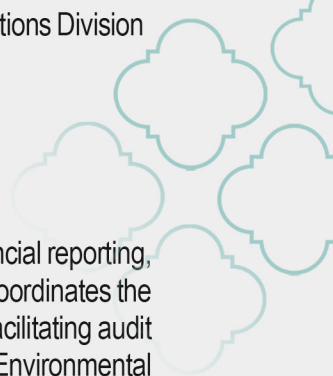 tions Division
ncial reporting,
oordinates the
acilitating audit
Environmental